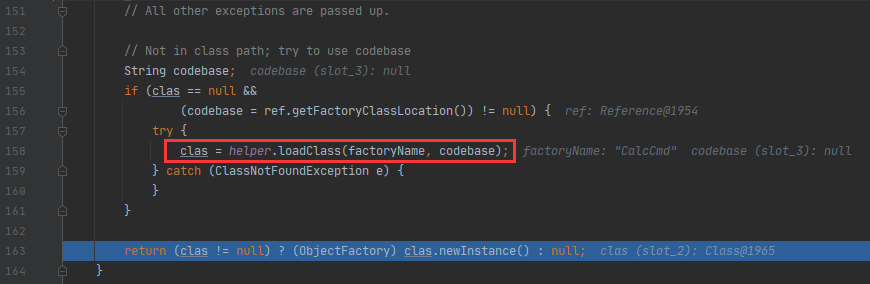 151 // All other exceptions are passed up.
152
153 // Not in class path; try to use codebase
154 String codebase; codebase (slot_3): null
155 if (clas == null &&
156 (codebase = ref.getFactoryClassLocation()) != null) { ref: Reference@1954
157 try {
158 clas = helper.loadClass(factoryName, codebase); factoryName: "CalcCmd" codebase (slot_3): null
159 } catch (ClassNotFoundException e) {
160 }
161 }
162
163 return (clas != null) ? (ObjectFactory) clas.newInstance() : null; clas (slot_2): Class@1965
164 }